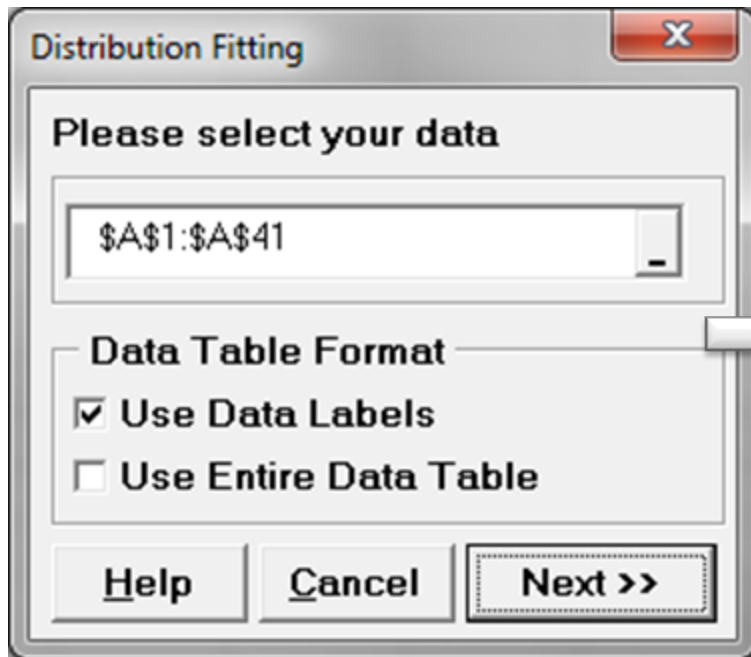 Distribution Fitting
Please select your data
$A$1:$A$41
Data Table Format
Use Data Labels
Use Entire Data Table
Help Cancel Next >>